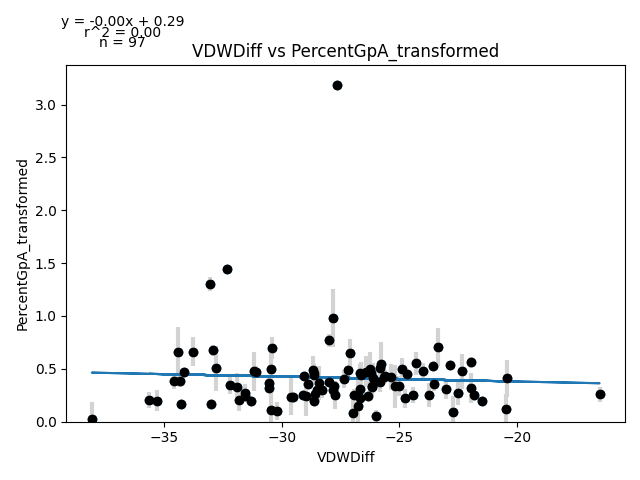 y = -0.00x + 0.29
r^2 = 0.00
n = 97
VDWDiff vs PercentGpA_transformed
3.0
2.5
2.0
1.5
1.0
0.5
0.0
PercentGpA_transformed
−35
−30
−25
−20
VDWDiff